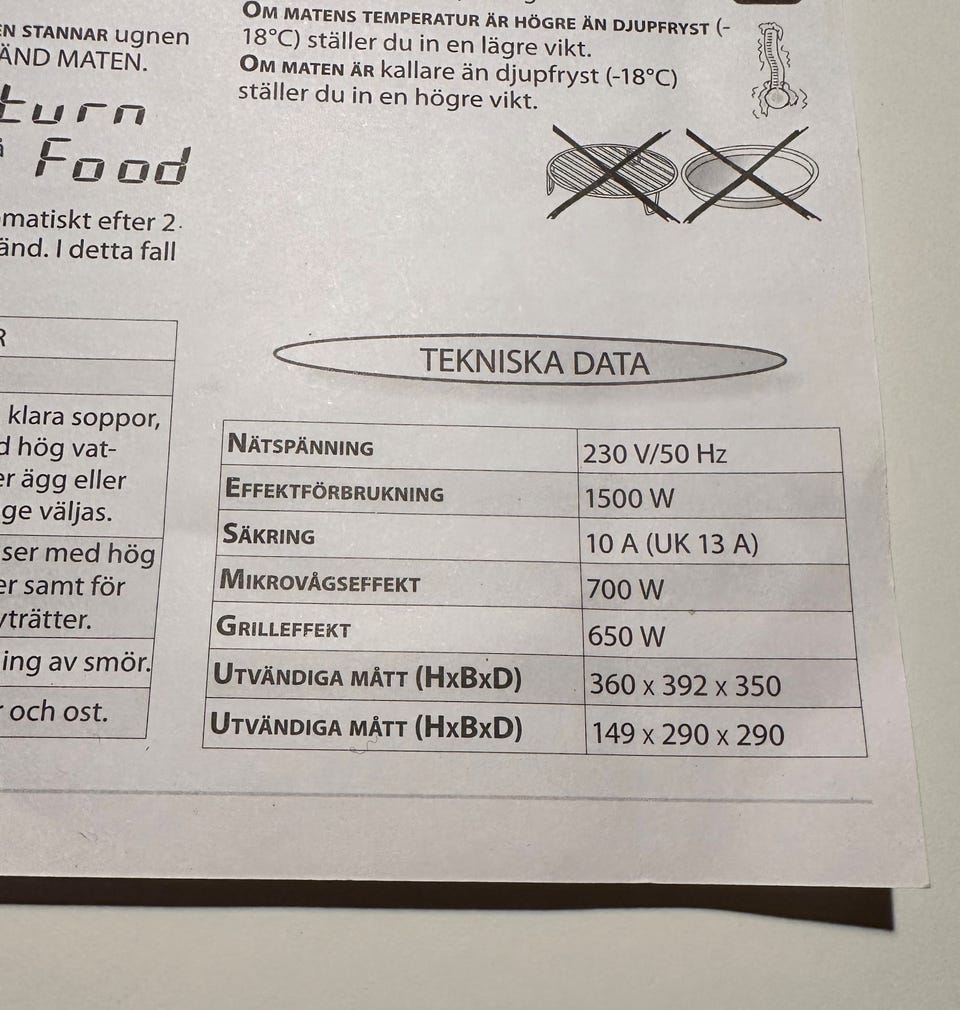 EN STANNAR ugnen
ÄND MATEN.
turn
Food
matiskt efter 2.
änd. I detta fall
R
klara soppor,
d hög vat-
er ägg eller
ge väljas.
ser med hög
er samt för
ing av smör.
och ost.
OM MATENS TEMPERATUR ÄR HÖGRE ÄN DJUPFRYST (-
18°C) ställer du in en lägre vikt.
OM MATEN ÄR kallare än djupfryst (-18°C)
ställer du in en högre vikt.
TEKNISKA DATA
NÄTSPÄNNING 230 V/50 Hz
EFFEKTFÖRBRUKNING 1500 W
SÄKRING 10 A (UK 13 A)
MIKROVÅGSEFFEKT 700 W
GRILLEFFEKT 650 W
UTVÄNDIGA MÅTT (HxBxD) 360 x 392 x 350
UTVÄNDIGA MÅTT (HxBxD) 149 x 290 x 290